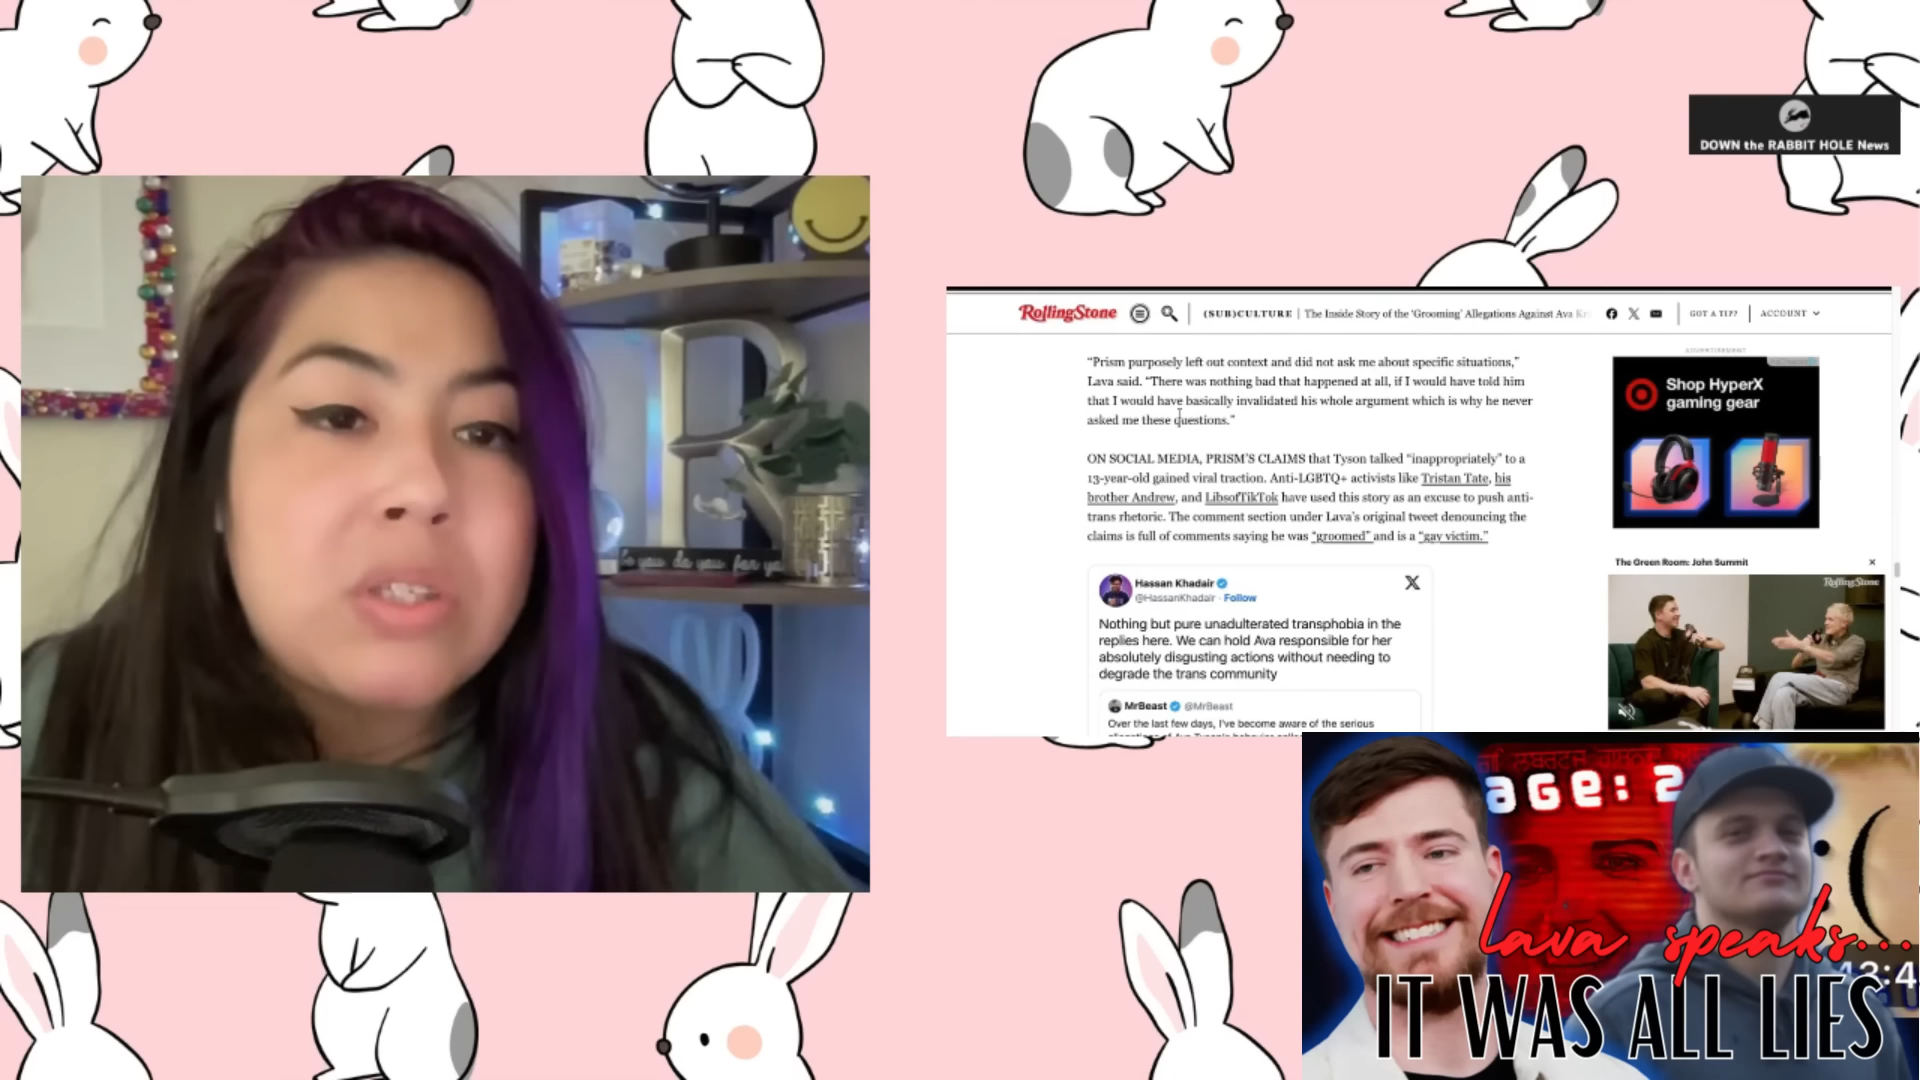 DOWN the RABBIT HOLE News
RollingStone
(SUB)CULTURE | The Inside Story of the 'Grooming' Allegations Against Ava
GOT A TIP?
ACCOUNT
ADVERTISEMENT
“Prism purposely left out context and did not ask me about specific situations,”
Lava said. “There was nothing bad that happened at all, if I would have told him
that I would have basically invalidated his whole argument which is why he never
asked me these questions.”
ON SOCIAL MEDIA, PRISM'S CLAIMS that Tyson talked “inappropriately” to a
13-year-old gained viral traction. Anti-LGBTQ+ activists like Tristan Tate, his
brother Andrew, and LibsofTikTok have used this story as an excuse to push anti-
trans rhetoric. The comment section under Lava's original tweet denouncing the
claims is full of comments saying he was “groomed” and is a “gay victim.”
Hassan Khadair
@HassanKhadair · Follow
Nothing but pure unadulterated transphobia in the
replies here. We can hold Ava responsible for her
absolutely disgusting actions without needing to
degrade the trans community
MrBeast @MrBeast
Over the last few days, I've become aware of the serious
Shop HyperX
gaming gear
The Green Room: John Summit
RollingStone
you do you
age: 2
lava speaks...
IT WAS ALL LIES